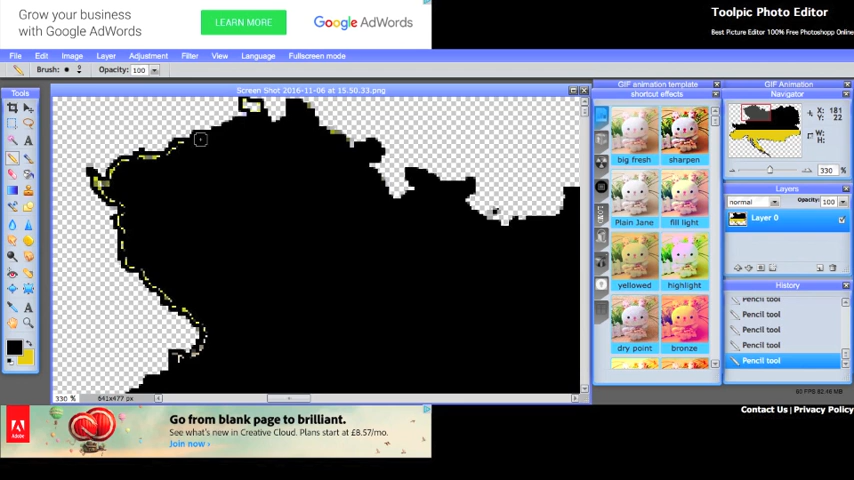 Grow your business
with Google AdWords
LEARN MORE
Google AdWords
Toolpic Photo Editor
Best Picture Editor 100% Free Photoshopp Online
File Edit Image Layer Adjustment Filter View Language Fullscreen mode
Brush: Opacity: 100
Tools
Screen Shot 2016-11-06 at 15.50.33.png
GIF animation template
shortcut effects
GIF Animation
Navigator
X: 181
Y: 22
W:
H:
330 %
big fresh sharpen
Plain Jane fill light
yellowed highlight
dry point bronze
Layers
normal Opacity: 100
Layer 0
History
Pencil tool
Pencil tool
Pencil tool
Pencil tool
Pencil tool
330 % 641x477 px
Adobe
Go from blank page to brilliant.
See what's new in Creative Cloud. Plans start at £8.57/mo.
Join now ›
Contact Us | Privacy Policy